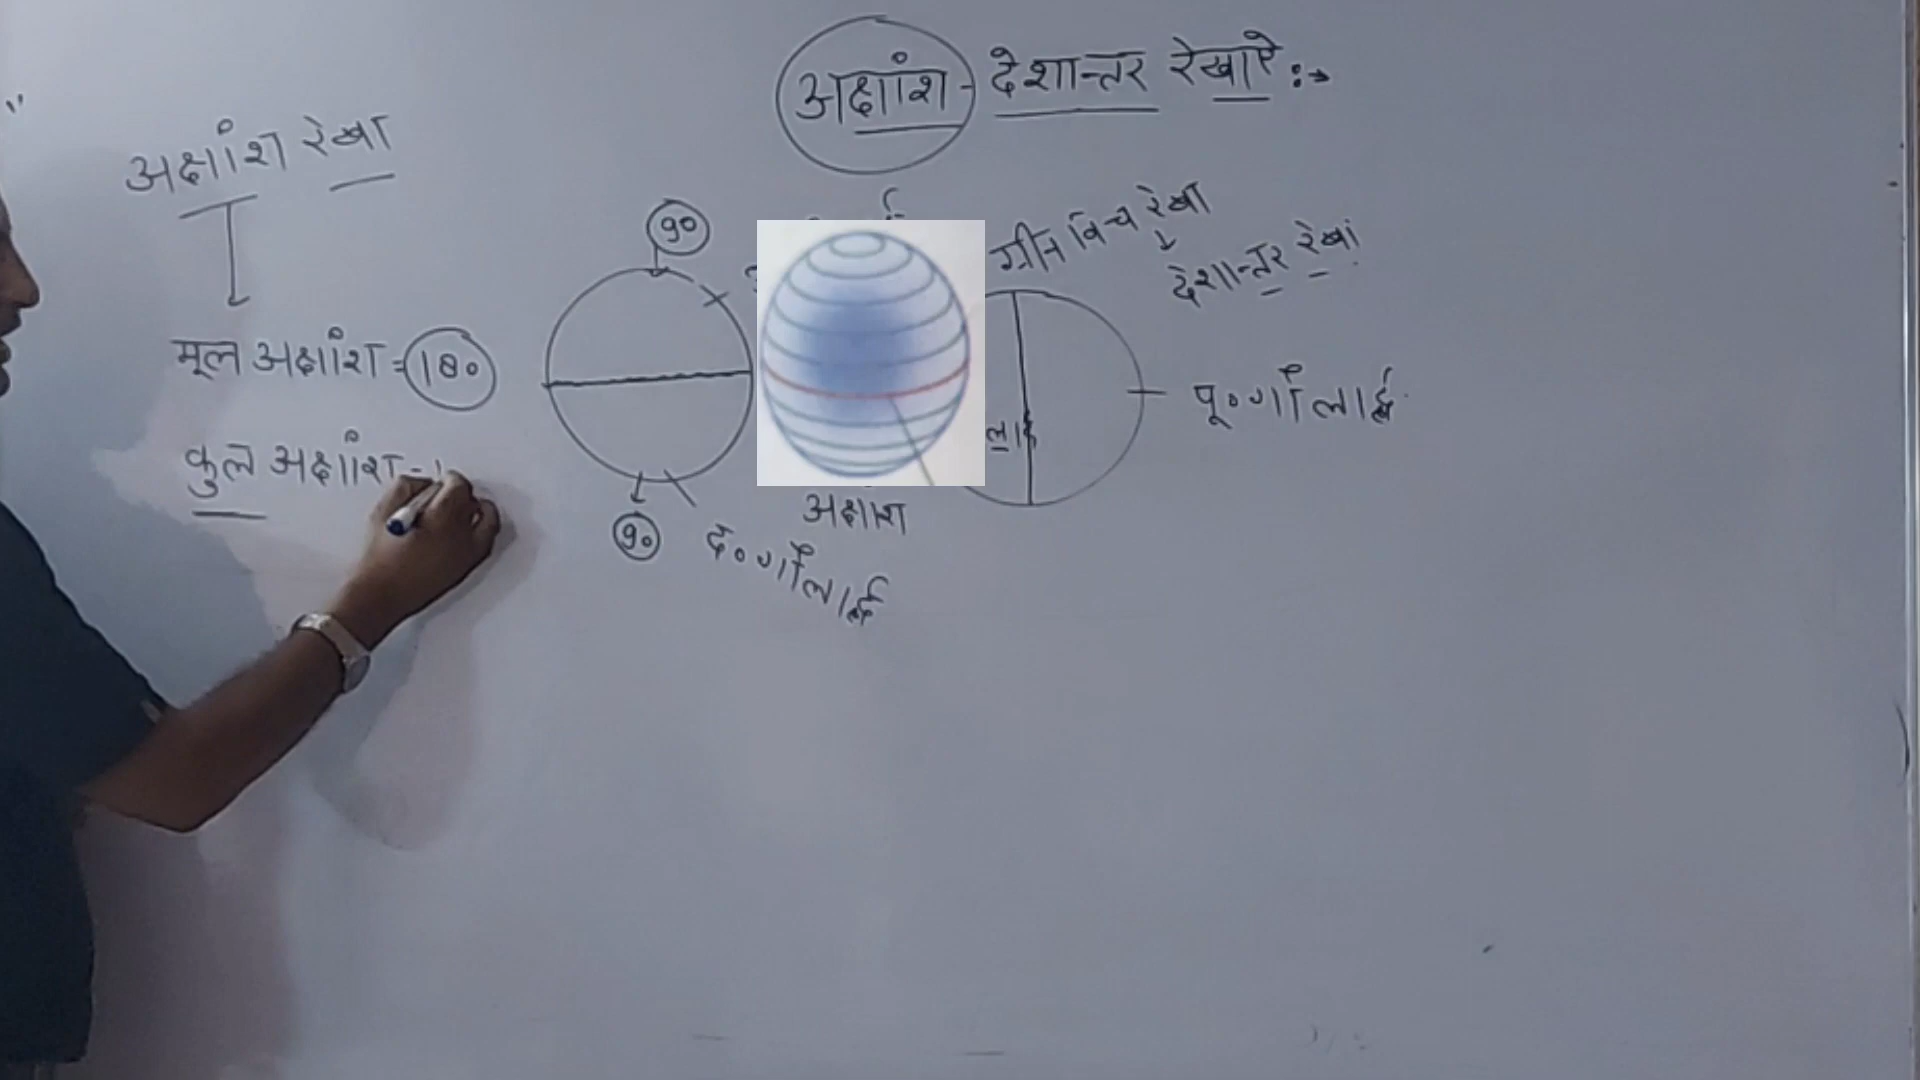 अक्षांश - देशान्तर रेखाऐ :→
अक्षांश रेखा
मूल अक्षांश = 180
कुल अक्षांश =
90
90
द० गोलार्द्ध
अक्षांश
ग्रीनविच रेखा
देशान्तर रेखां
पू० गोलार्द्ध